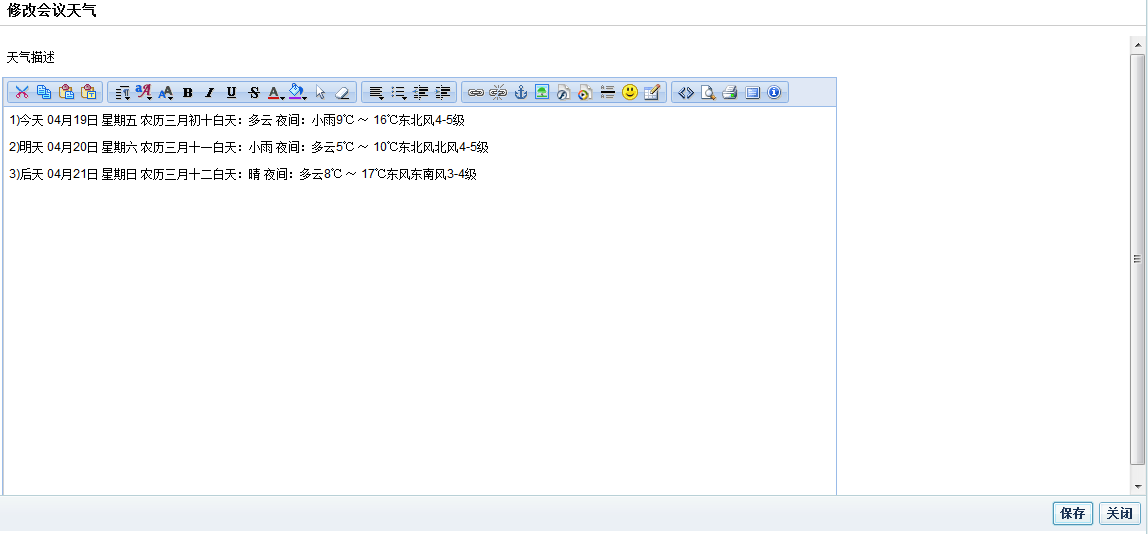 修改会议天气
天气描述
1)今天 04月19日 星期五 农历三月初十白天：多云 夜间：小雨9℃ ～ 16℃东北风4-5级
2)明天 04月20日 星期六 农历三月十一白天：小雨 夜间：多云5℃ ～ 10℃东北风北风4-5级
3)后天 04月21日 星期日 农历三月十二白天：晴 夜间：多云8℃ ～ 17℃东风东南风3-4级
保存 关闭